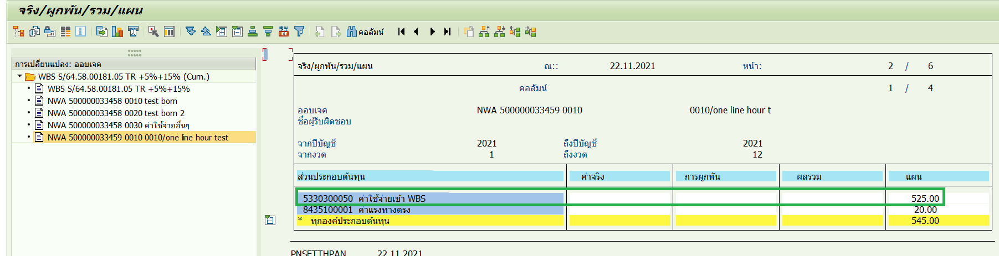 จริง/ผูกพัน/รวม/แผน
คอลัมน์
การเปลี่ยนแปลง: ออบเจค
WBS S/64.58.00181.05 TR +5%+15% (Cum.)
WBS S/64.58.00181.05 TR +5%+15%
NWA 500000033458 0010 test bom
NWA 500000033458 0020 test bom 2
NWA 500000033458 0030 ค่าใช้จ่ายอื่นๆ
NWA 500000033459 0010 0010/one line hour test
จริง/ผูกพัน/รวม/แผน ณ:: 22.11.2021 หน้า: 2 / 6
คอลัมน์ 1 / 4
ออบเจค NWA 500000033459 0010 0010/one line hour t
ชื่อผู้รับผิดชอบ
จากปีบัญชี 2021 ถึงปีบัญชี 2021
จากงวด 1 ถึงงวด 12
ส่วนประกอบต้นทุน ค่าจริง การผูกพัน ผลรวม แผน
5330300050 ค่าใช้จ่ายเข้า WBS 525.00
8435100001 ค่าแรงทางตรง 20.00
* ทุกองค์ประกอบต้นทุน 545.00
PNSETTHPAN 22.11.2021